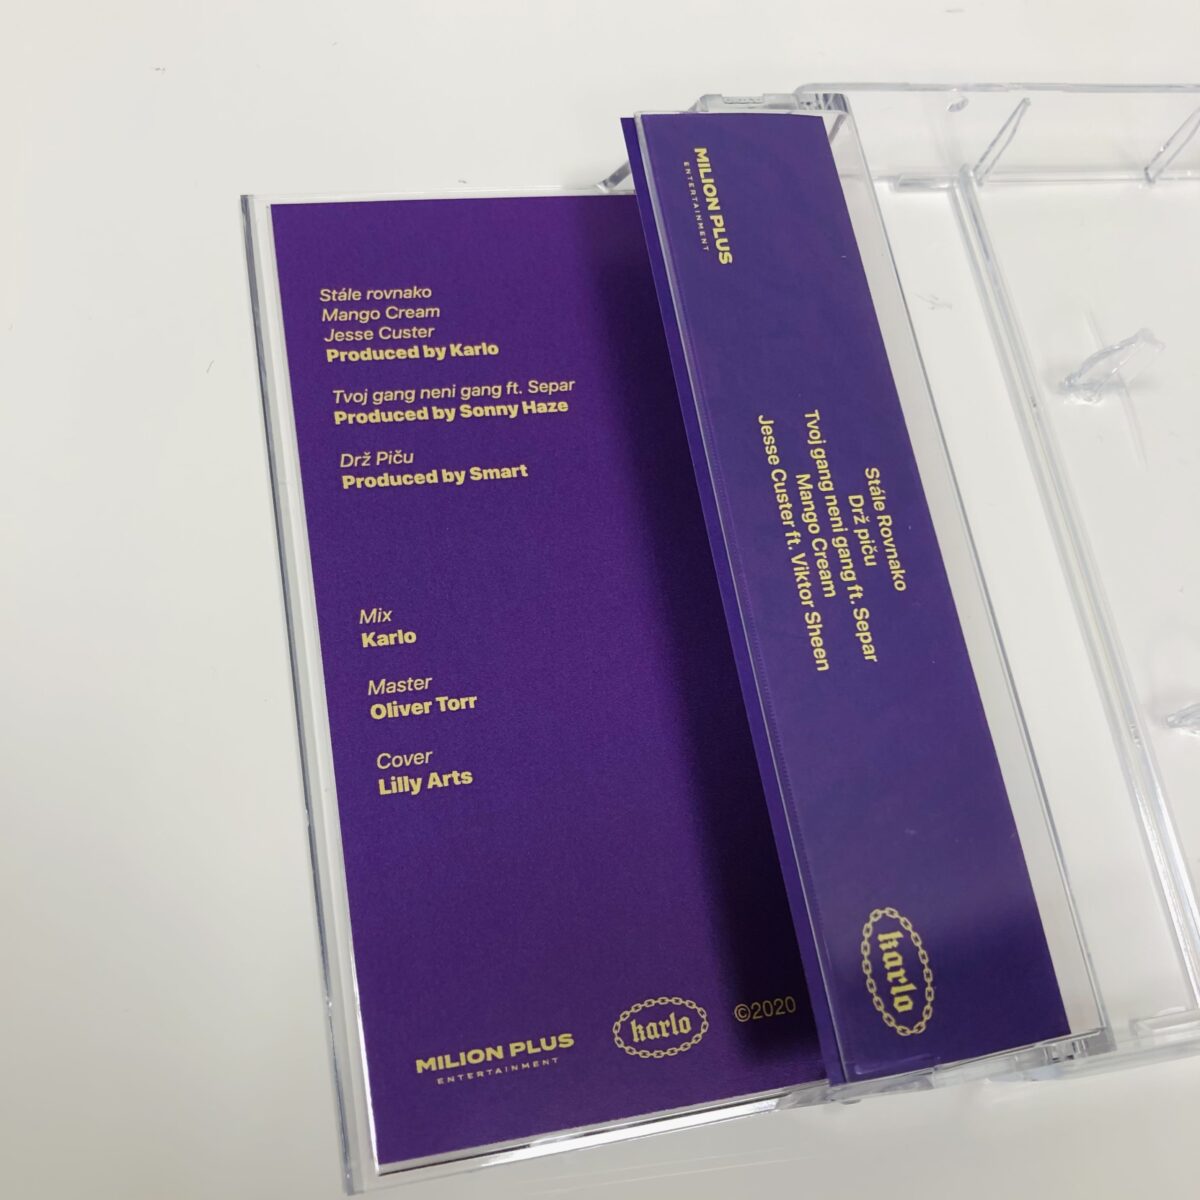 Stále rovnako
Mango Cream
Jesse Custer
Produced by Karlo
Tvoj gang neni gang ft. Separ
Produced by Sonny Haze
Drž Piču
Produced by Smart
Mix
Karlo
Master
Oliver Torr
Cover
Lilly Arts
MILION PLUS
ENTERTAINMENT
karlo
©2020
MILION PLUS
ENTERTAINMENT
Stále Rovnako
Drž piču
Tvoj gang neni gang ft. Separ
Mango Cream
Jesse Custer ft. Viktor Sheen
karlo